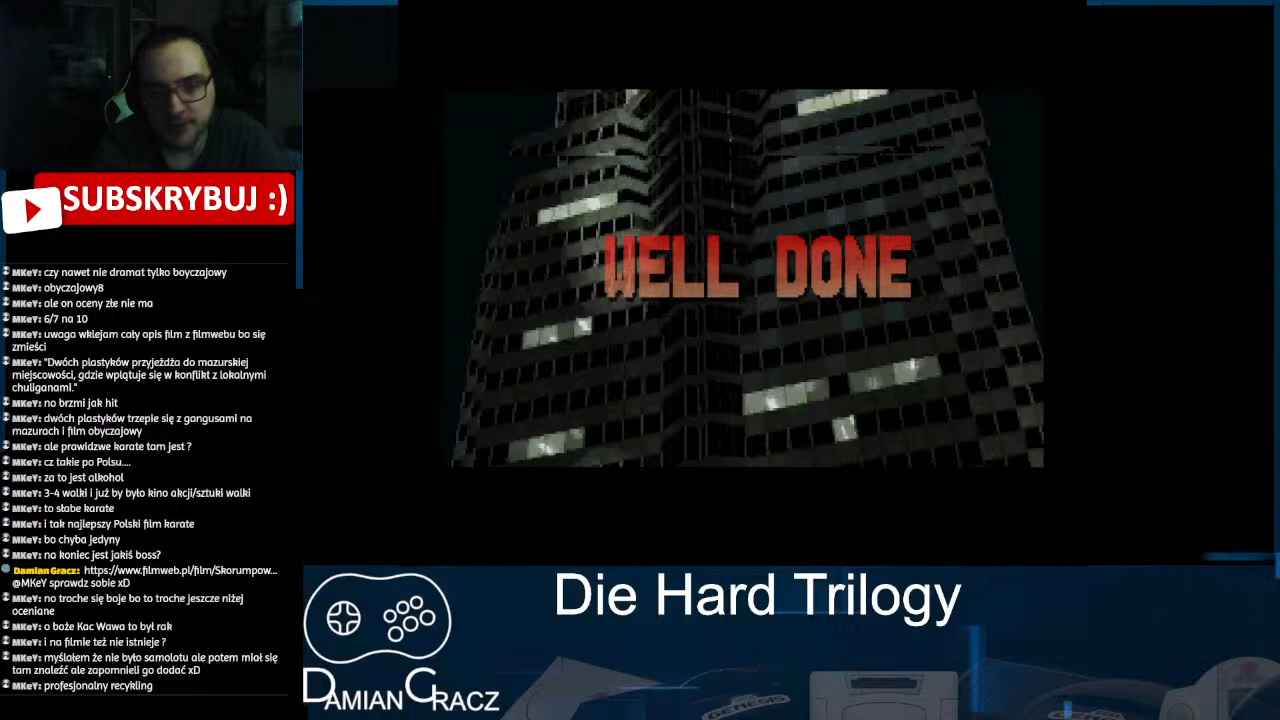 SUBSKRYBUJ :)
MKeY: czy nawet nie dramat tylko boyczajowy
MKeY: obyczajowy8
MKeY: ale on oceny złe nie ma
MKeY: 6/7 na 10
MKeY: uwaga wklejam cały opis film z filmwebu bo się
zmieści
MKeY: "Dwóch plastyków przyjeżdża do mazurskiej
miejscowości, gdzie wplątuje się w konflikt z lokalnymi
chuliganami."
MKeY: no brzmi jak hit
MKeY: dwóch plastyków trzepie się z gangusami na
mazurach i film obyczajowy
MKeY: ale prawidzwe karate tam jest ?
MKeY: cz takie po Polsu....
MKeY: za to jest alkohol
MKeY: 3-4 walki i już by było kino akcji/sztuki walki
MKeY: to słabe karate
MKeY: i tak najlepszy Polski film karate
MKeY: bo chyba jedyny
MKeY: na koniec jest jakiś boss?
Damian Gracz: https://www.filmweb.pl/film/Skorumpow...
@MKeY sprawdz sobie xD
MKeY: no troche się boje bo to troche jeszcze niżej
oceniane
MKeY: o boże Kac Wawa to był rak
MKeY: i na filmie też nie istnieje ?
MKeY: myślałem że nie było samolotu ale potem miał się
tam znaleźć ale zapomnieli go dodać xD
MKeY: profesjonalny recykling
WELL DONE
Die Hard Trilogy
DAMIAN GRACZ
GENESIS